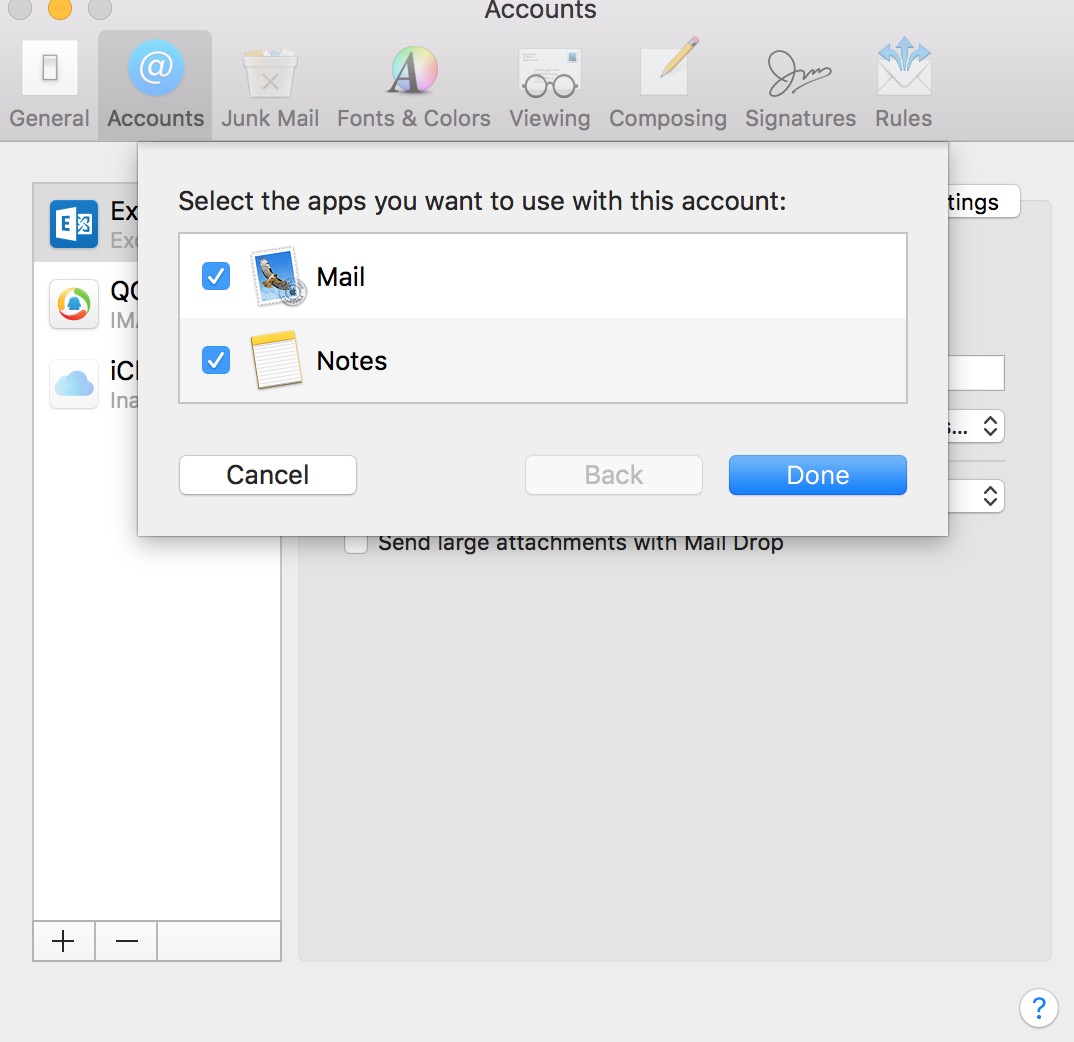 Accounts
General Accounts Junk Mail Fonts & Colors Viewing Composing Signatures Rules
Select the apps you want to use with this account:
Ex
tings
Exc
Mail
QQ
IMA
Notes
iCl
Ina
s...
Cancel Back Done
Send large attachments with Mail Drop
?